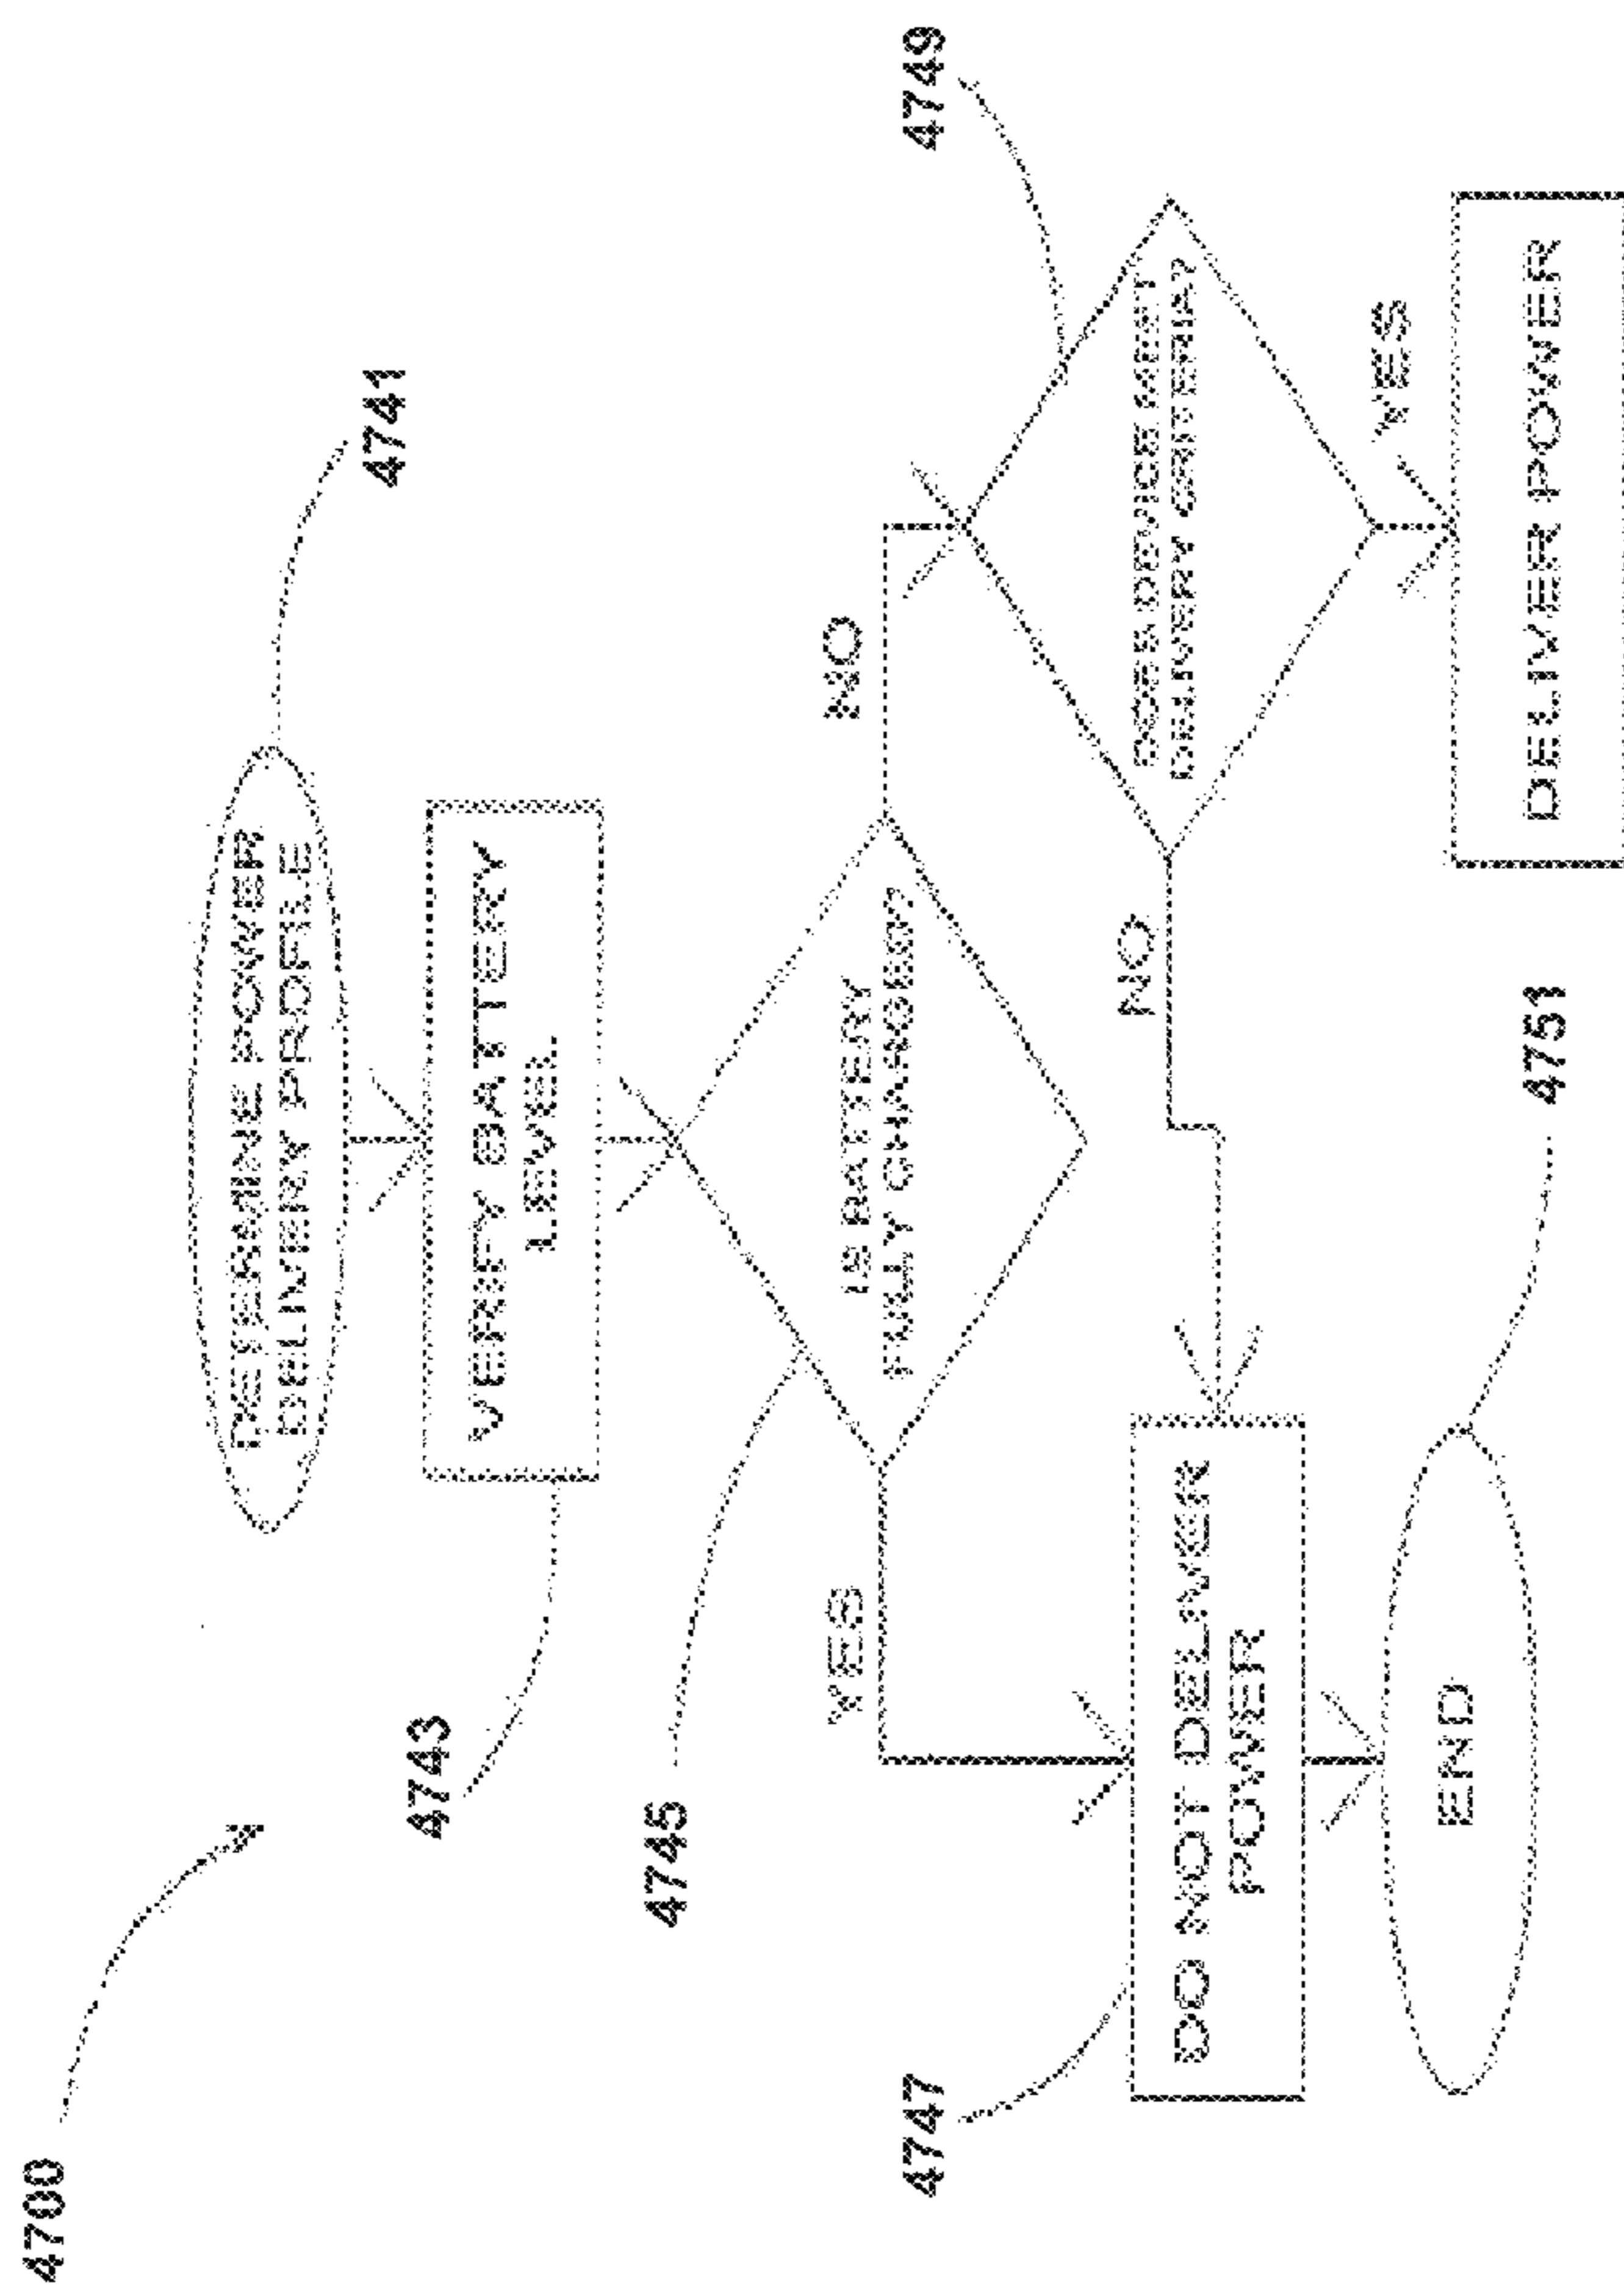 4700
4741
DETERMINE POWER
DELIVERY PROFILE
4743
VERIFY BATTERY
LEVEL
4745
IS BATTERY
FULLY CHARGED?
YES
NO
4749
DOES DEVICE MEET
DELIVERY CRITERIA?
NO
YES
4747
DO NOT DELIVER
POWER
DELIVER POWER
END
4751